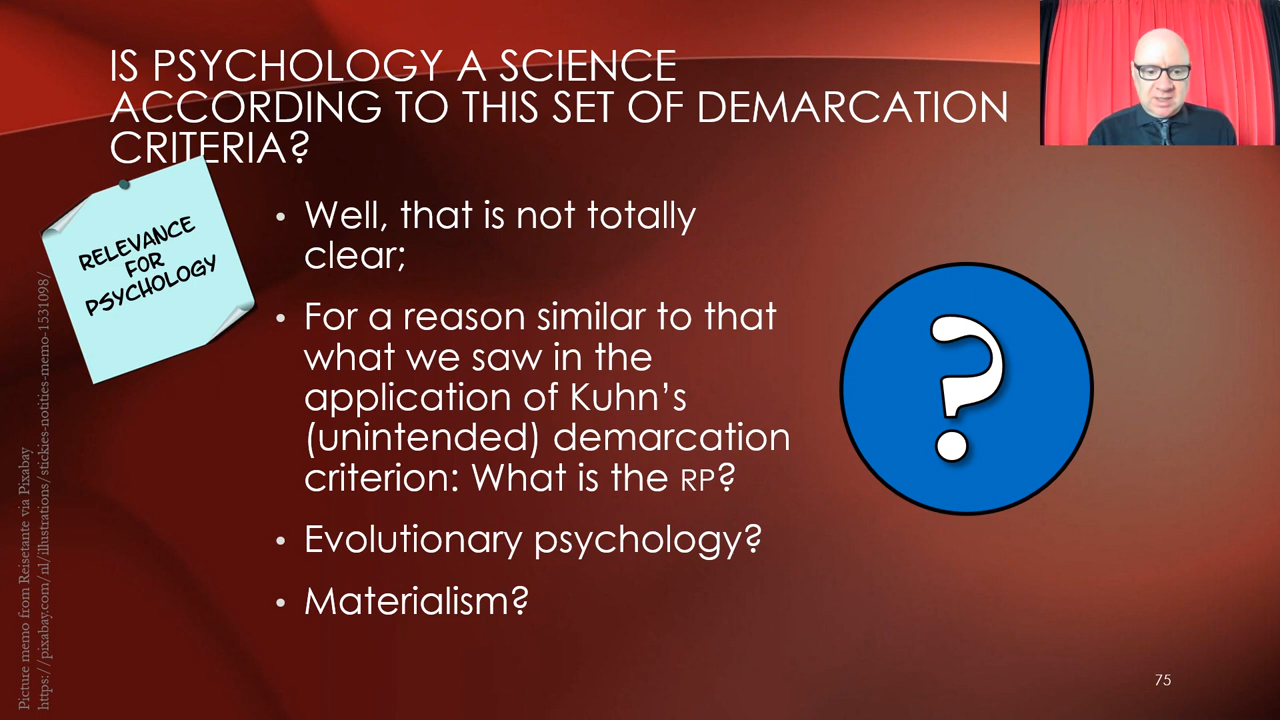 IS PSYCHOLOGY A SCIENCE
ACCORDING TO THIS SET OF DEMARCATION
CRITERIA?
RELEVANCE
FOR
PSYCHOLOGY
• Well, that is not totally
clear;
• For a reason similar to that
what we saw in the
application of Kuhn’s
(unintended) demarcation
criterion: What is the RP?
• Evolutionary psychology?
• Materialism?
?
Picture memo from Reisetante via Pixabay
https://pixabay.com/nl/illustrations/stickies-notities-memo-1531098/
75